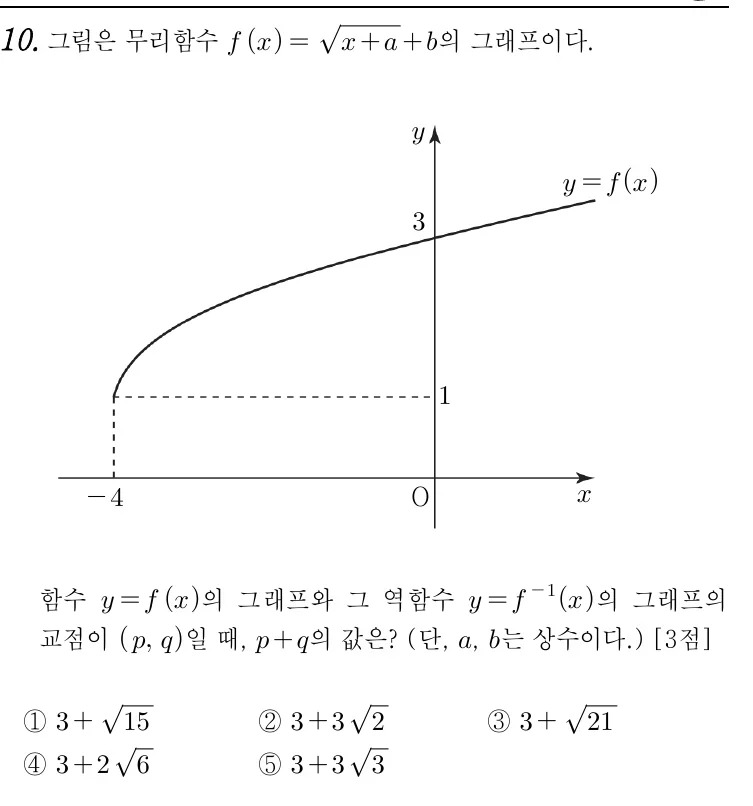 10. 그림은 무리함수 f(x)=√(x+a)+b의 그래프이다.
y
y=f(x)
3
1
−4
O
x
함수 y=f(x)의 그래프와 그 역함수 y=f⁻¹(x)의 그래프의
교점이 (p, q)일 때, p+q의 값은? (단, a, b는 상수이다.) [3점]
① 3+√15 ② 3+3√2 ③ 3+√21
④ 3+2√6 ⑤ 3+3√3